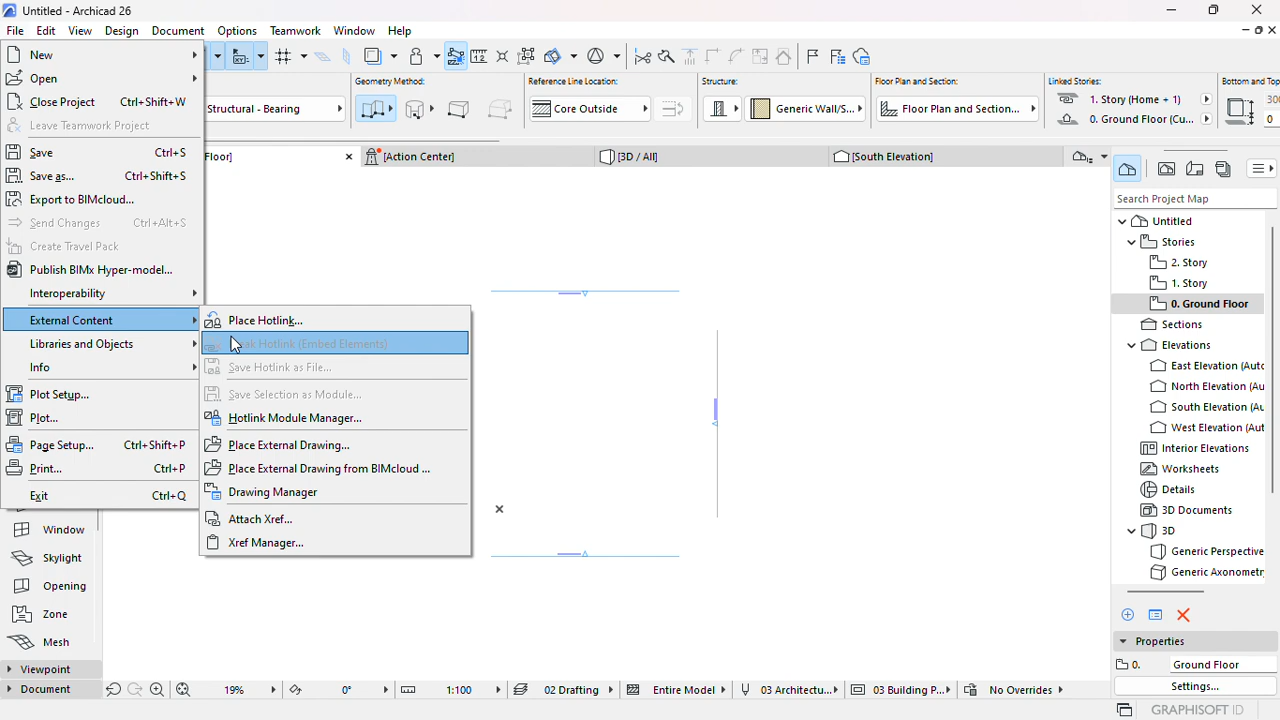 Untitled - Archicad 26
File Edit View Design Document Options Teamwork Window Help
New
Open
Close Project Ctrl+Shift+W
Leave Teamwork Project
Save Ctrl+S
Save as... Ctrl+Shift+S
Export to BIMcloud...
Send Changes Ctrl+Alt+S
Create Travel Pack
Publish BIMx Hyper-model...
Interoperability
External Content
Libraries and Objects
Info
Plot Setup...
Plot...
Page Setup... Ctrl+Shift+P
Print... Ctrl+P
Exit Ctrl+Q
Place Hotlink...
Hotlink (Embed Elements)
Save Hotlink as File...
Save Selection as Module...
Hotlink Module Manager...
Place External Drawing...
Place External Drawing from BIMcloud ...
Drawing Manager
Attach Xref...
Xref Manager...
Structural - Bearing
Geometry Method:
Reference Line Location:
Core Outside
Structure:
Generic Wall/S...
Floor Plan and Section:
Floor Plan and Section...
Linked Stories:
1. Story (Home + 1)
0. Ground Floor (Cu...
Bottom and To
0
Floor]
[Action Center]
[3D / All]
[South Elevation]
Search Project Map
Untitled
Stories
2. Story
1. Story
0. Ground Floor
Sections
Elevations
East Elevation (Aut
North Elevation (Au
South Elevation (Au
West Elevation (Aut
Interior Elevations
Worksheets
Details
3D Documents
3D
Generic Perspective
Generic Axonometr
Properties
0. Ground Floor
Settings...
Window
Skylight
Opening
Zone
Mesh
Viewpoint
Document
19% 0° 1:100 02 Drafting Entire Model 03 Architectu... 03 Building P... No Overrides
GRAPHISOFT ID